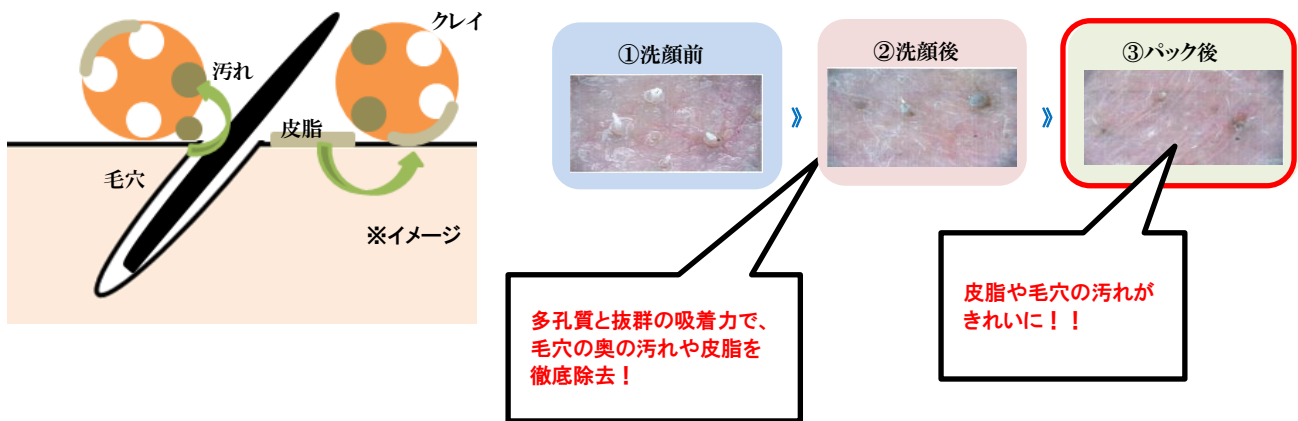 クレイ
汚れ
皮脂
毛穴
※イメージ
①洗顔前
②洗顔後
③パック後
》
》
多孔質と抜群の吸着力で、
毛穴の奥の汚れや皮脂を
徹底除去！
皮脂や毛穴の汚れが
きれいに！！